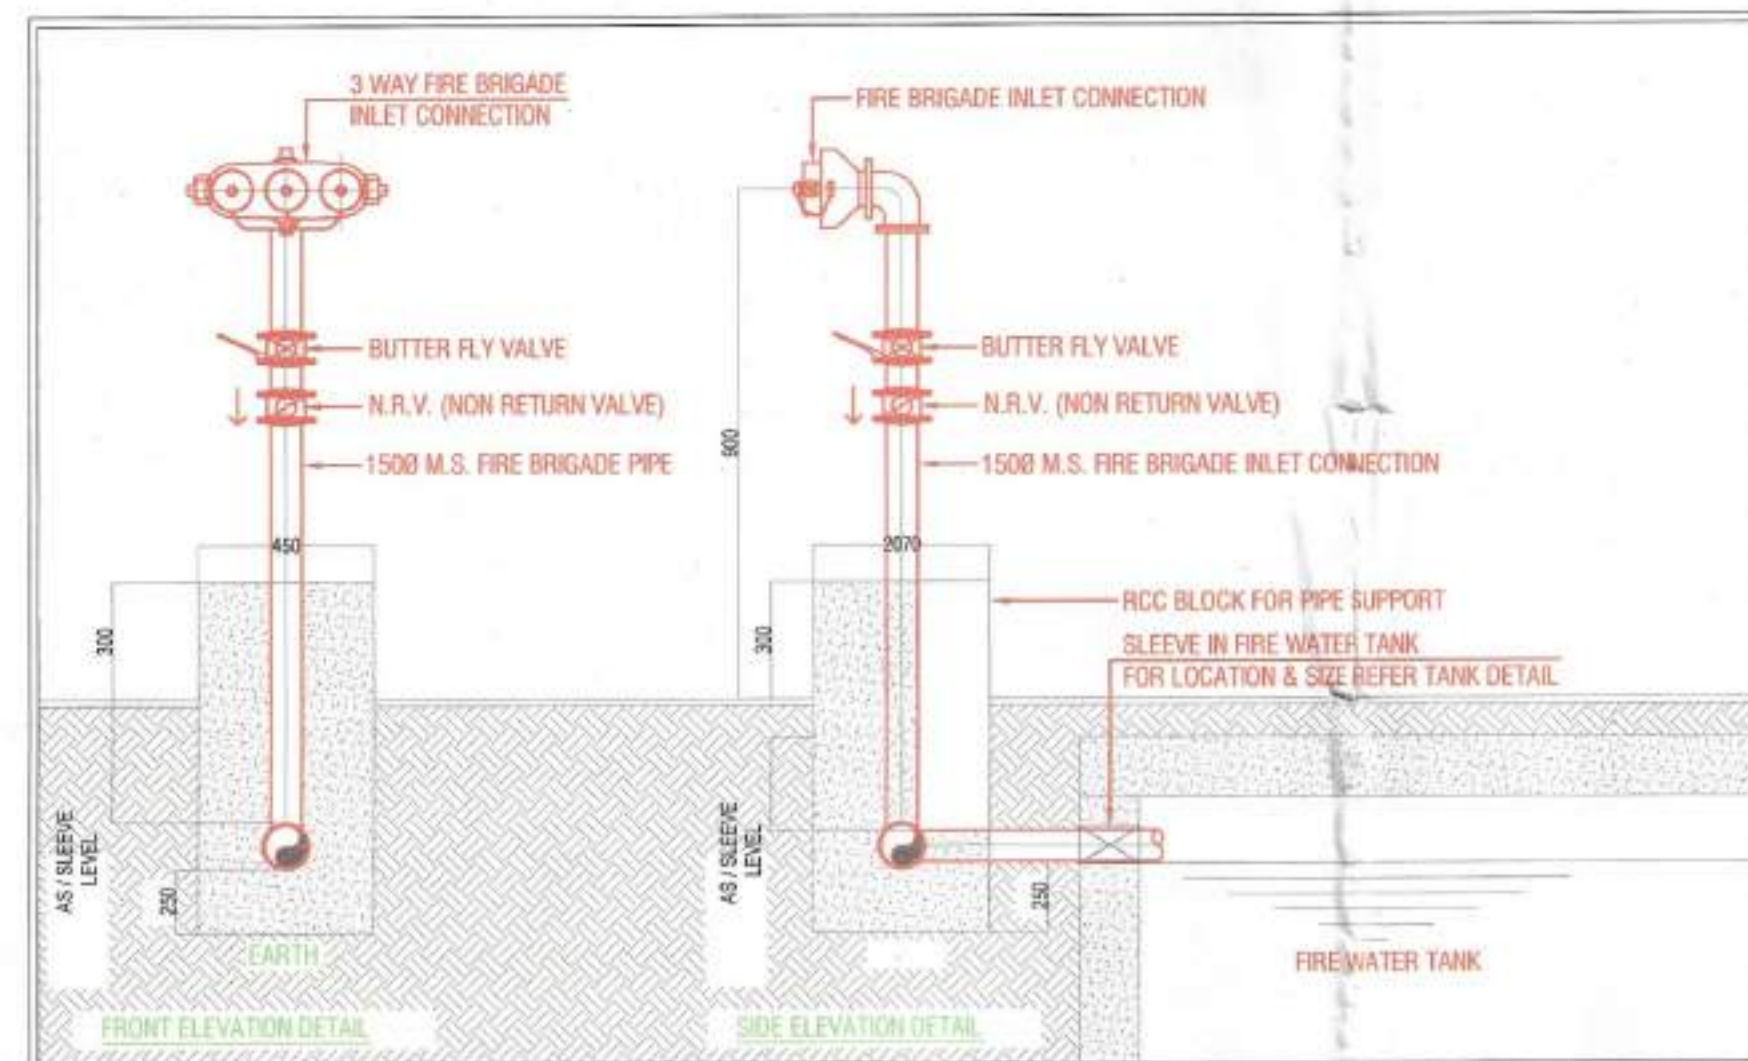 3 WAY FIRE BRIGADE
INLET CONNECTION
BUTTER FLY VALVE
N.R.V. (NON RETURN VALVE)
150Ø M.S. FIRE BRIGADE PIPE
450
300
AS / SLEEVE
LEVEL
250
EARTH
FRONT ELEVATION DETAIL
FIRE BRIGADE INLET CONNECTION
BUTTER FLY VALVE
N.R.V. (NON RETURN VALVE)
900
150Ø M.S. FIRE BRIGADE INLET CONNECTION
2070
300
RCC BLOCK FOR PIPE SUPPORT
SLEEVE IN FIRE WATER TANK
FOR LOCATION & SIZE REFER TANK DETAIL
AS / SLEEVE
LEVEL
250
FIRE WATER TANK
SIDE ELEVATION DETAIL